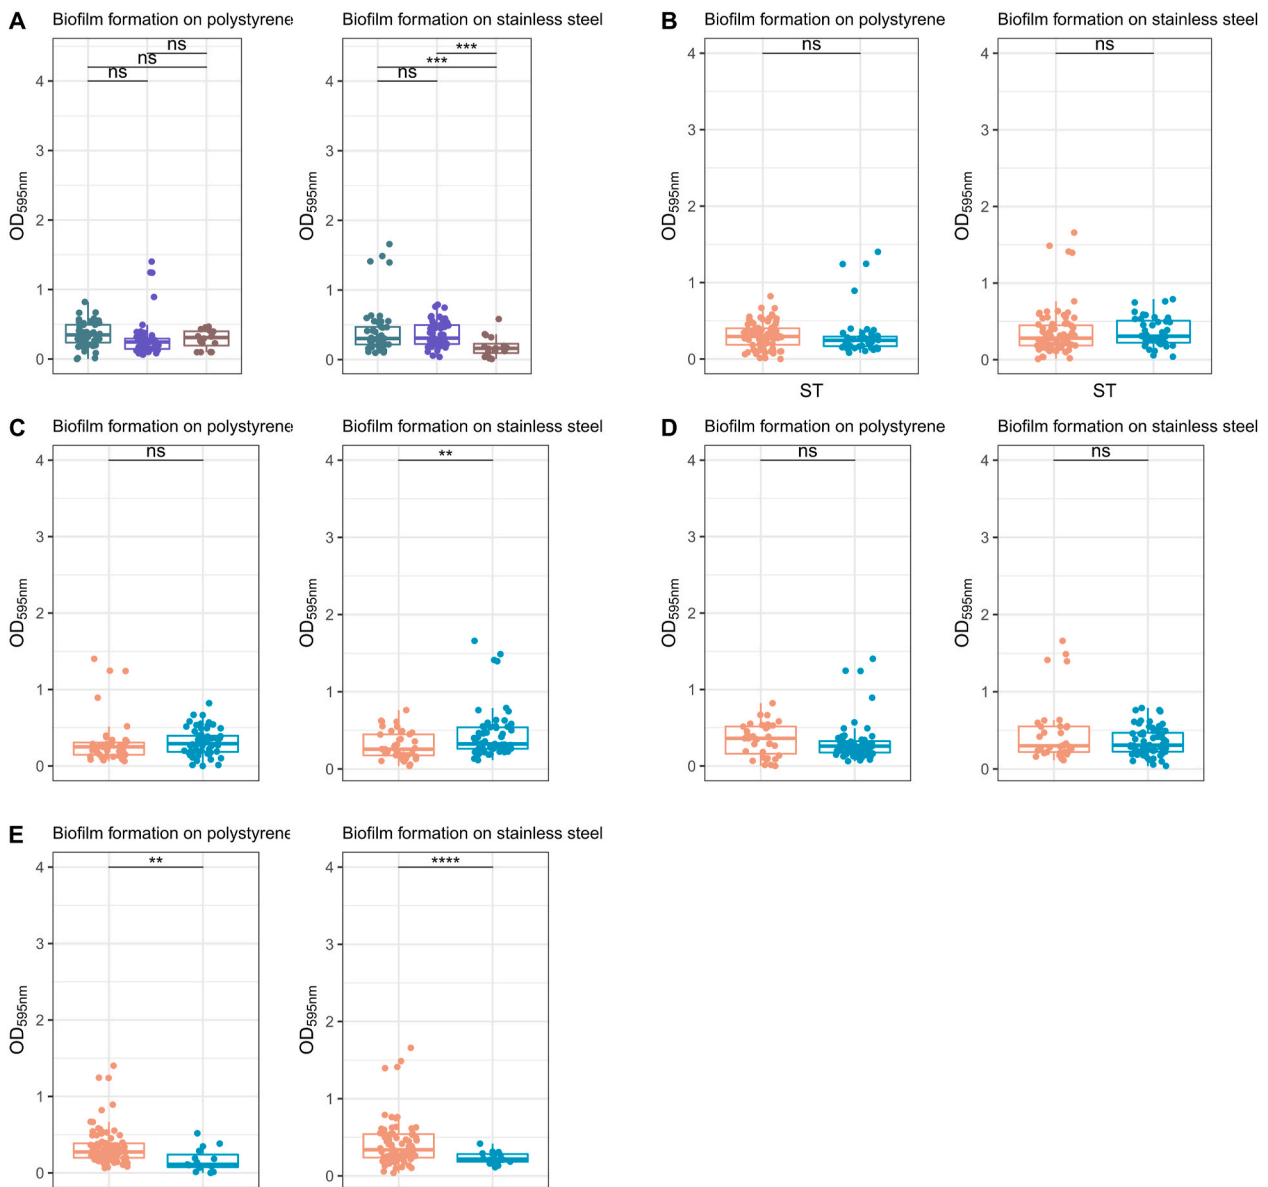 A Biofilm formation on polystyrene Biofilm formation on stainless steel
ns
ns
ns
***
***
ns
4
3
2
1
0
OD595nm
4
3
2
1
0
OD595nm
B Biofilm formation on polystyrene Biofilm formation on stainless steel
ns
ns
4
3
2
1
0
OD595nm
ST
4
3
2
1
0
OD595nm
ST
C Biofilm formation on polystyrene Biofilm formation on stainless steel
ns
**
4
3
2
1
0
OD595nm
4
3
2
1
0
OD595nm
D Biofilm formation on polystyrene Biofilm formation on stainless steel
ns
ns
4
3
2
1
0
OD595nm
4
3
2
1
0
OD595nm
E Biofilm formation on polystyrene Biofilm formation on stainless steel
**
****
4
3
2
1
0
OD595nm
4
3
2
1
0
OD595nm